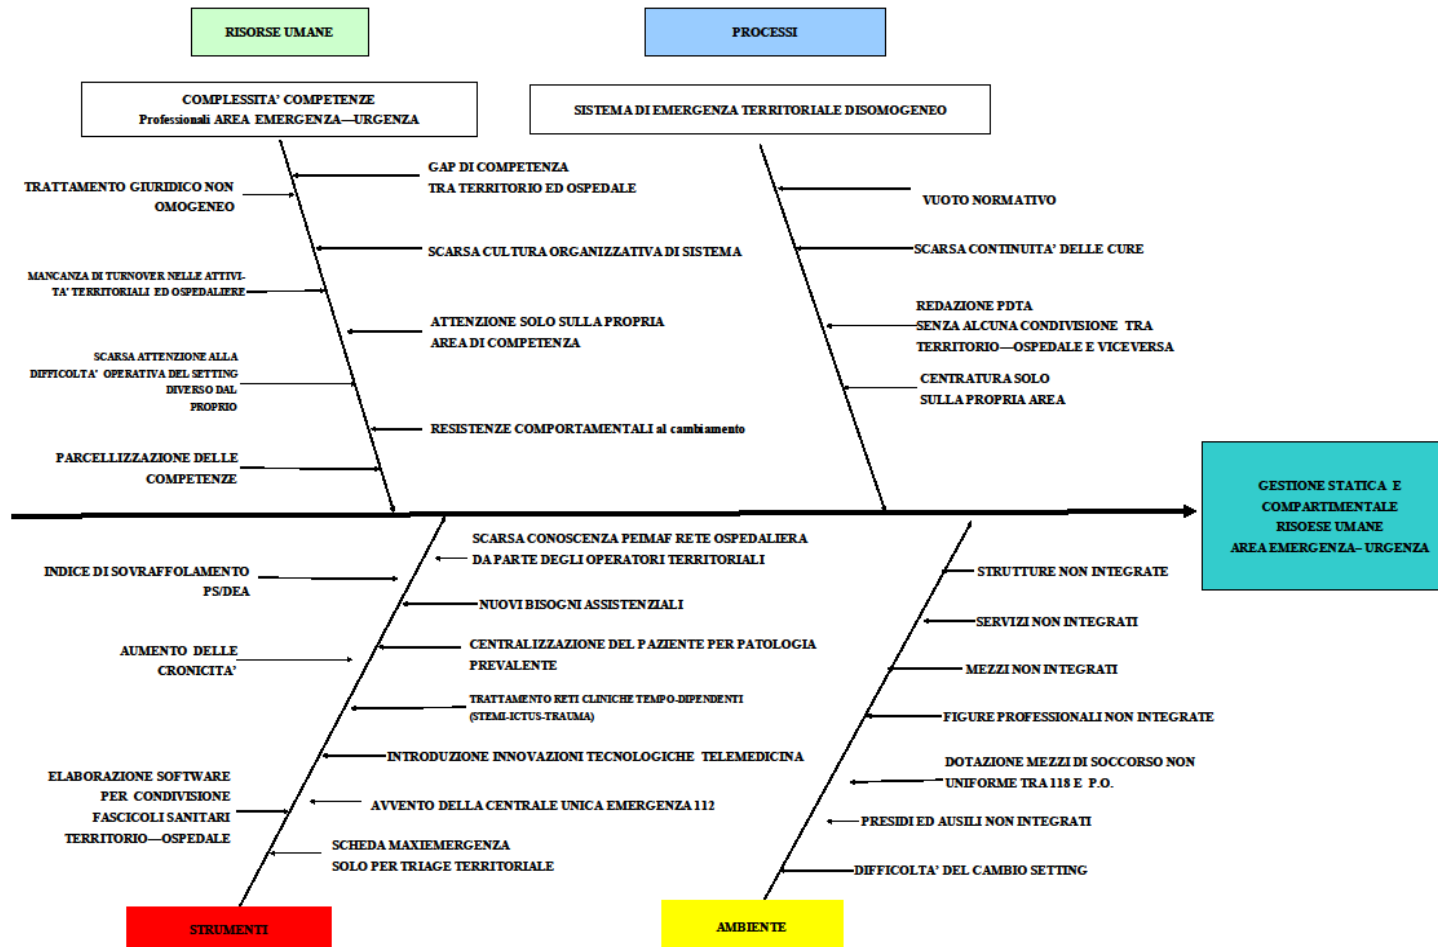 RISORSE UMANE
PROCESSI
COMPLESSITA' COMPETENZE
Professionali AREA EMERGENZA—URGENZA
SISTEMA DI EMERGENZA TERRITORIALE DISOMOGENEO
TRATTAMENTO GIURIDICO NON
OMOGENEO
MANCANZA DI TURNOVER NELLE ATTIVI-
TA' TERRITORIALI ED OSPEDALIERE
SCARSA ATTENZIONE ALLA
DIFFICOLTA' OPERATIVA DEL SETTING
DIVERSO DAL
PROPRIO
PARCELLIZZAZIONE DELLE
COMPETENZE
GAP DI COMPETENZA
TRA TERRITORIO ED OSPEDALE
SCARSA CULTURA ORGANIZZATIVA DI SISTEMA
ATTENZIONE SOLO SULLA PROPRIA
AREA DI COMPETENZA
RESISTENZE COMPORTAMENTALI al cambiamento
VUOTO NORMATIVO
SCARSA CONTINUITA' DELLE CURE
REDAZIONE PDTA
SENZA ALCUNA CONDIVISIONE TRA
TERRITORIO—OSPEDALE E VICEVERSA
CENTRATURA SOLO
SULLA PROPRIA AREA
GESTIONE STATICA E
COMPARTIMENTALE
RISOESE UMANE
AREA EMERGENZA– URGENZA
INDICE DI SOVRAFFOLAMENTO
PS/DEA
AUMENTO DELLE
CRONICITA'
ELABORAZIONE SOFTWARE
PER CONDIVISIONE
FASCICOLI SANITARI
TERRITORIO—OSPEDALE
SCARSA CONOSCENZA PEIMAF RETE OSPEDALIERA
DA PARTE DEGLI OPERATORI TERRITORIALI
NUOVI BISOGNI ASSISTENZIALI
CENTRALIZZAZIONE DEL PAZIENTE PER PATOLOGIA
PREVALENTE
TRATTAMENTO RETI CLINICHE TEMPO-DIPENDENTI
(STEMI-ICTUS-TRAUMA)
INTRODUZIONE INNOVAZIONI TECNOLOGICHE TELEMEDICINA
AVVENTO DELLA CENTRALE UNICA EMERGENZA 112
SCHEDA MAXIEMERGENZA
SOLO PER TRIAGE TERRITORIALE
STRUTTURE NON INTEGRATE
SERVIZI NON INTEGRATI
MEZZI NON INTEGRATI
FIGURE PROFESSIONALI NON INTEGRATE
DOTAZIONE MEZZI DI SOCCORSO NON
UNIFORME TRA 118 E P.O.
PRESIDI ED AUSILI NON INTEGRATI
DIFFICOLTA' DEL CAMBIO SETTING
STRUMENTI
AMBIENTE